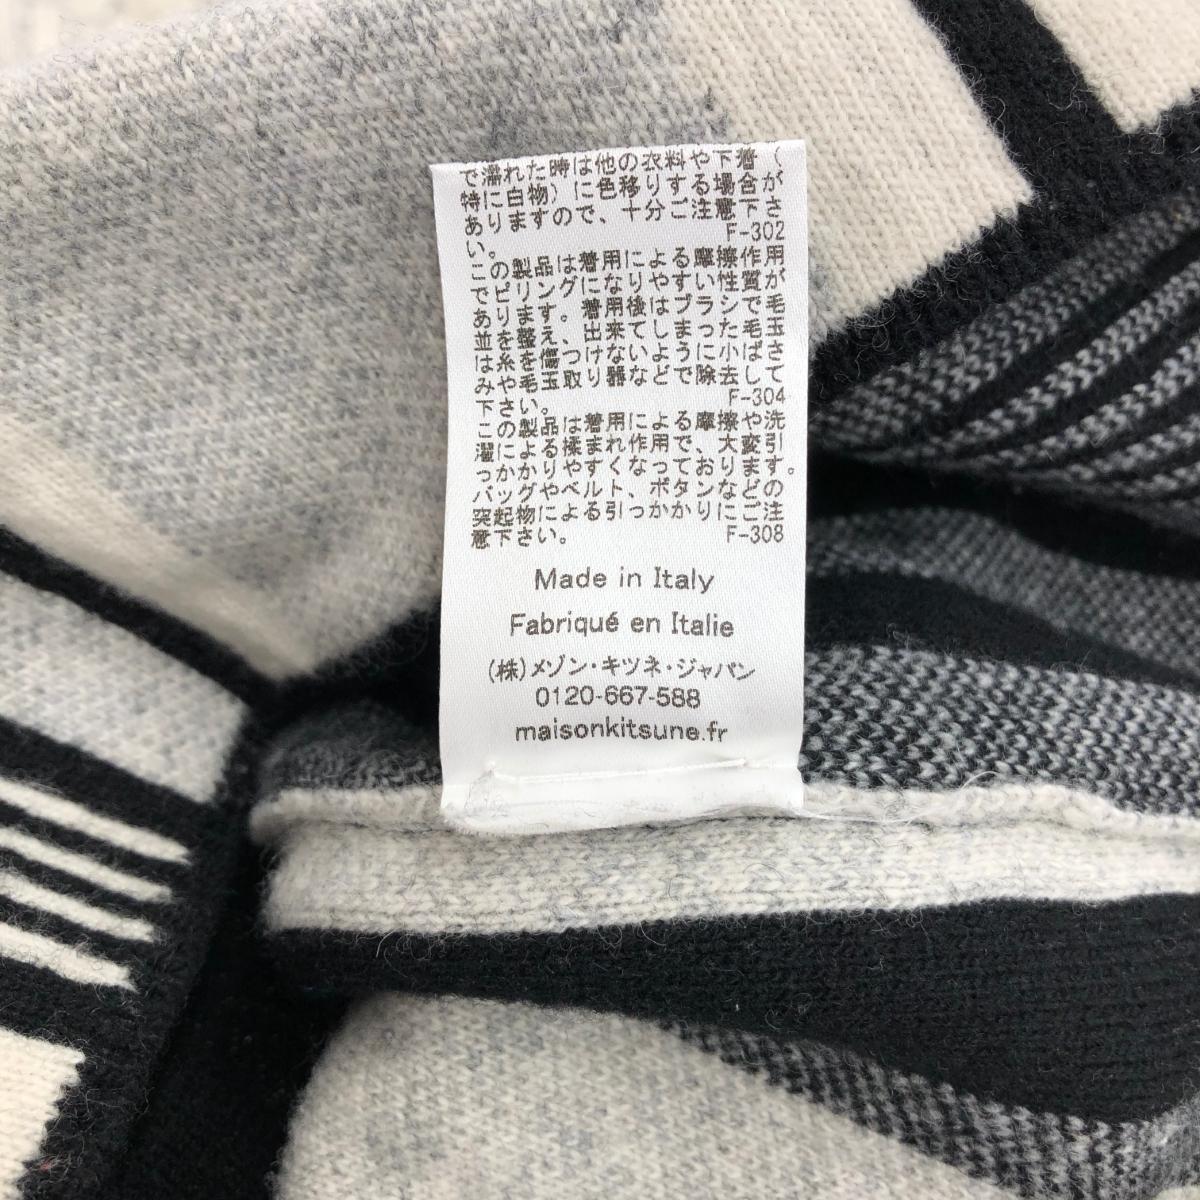 で濡れた時は他の衣料や下着（
特に白物）に色移りする場合が
ありますので、十分ご注意下さ
い。 F-302
この製品は着用による摩擦作用
でピリングになりやすい性質が
あります。着用後はブラシで毛
並を整え、出来てしまった毛玉
は糸を傷つけないように小ばさ
みや毛玉取り器などで除去して
下さい。 F-304
この製品は着用による摩擦や洗
濯による揉まれ作用で、大変引
っかかりやすくなっております。
バッグやベルト、ボタンなどの
突起物による引っかかりにご注
意下さい。 F-308
Made in Italy
Fabriqué en Italie
(株)メゾン・キツネ・ジャパン
0120-667-588
maisonkitsune.fr